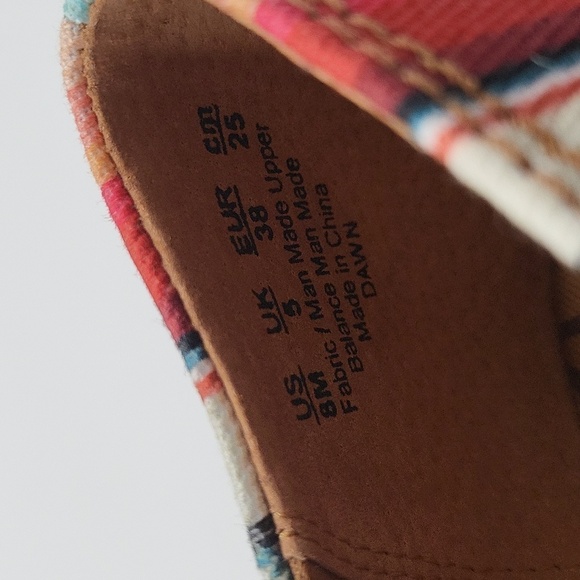 US UK EUR cm
8M 5 38 25
Fabric / Man Made Upper
Balance Man Made
Made in China
DAWN